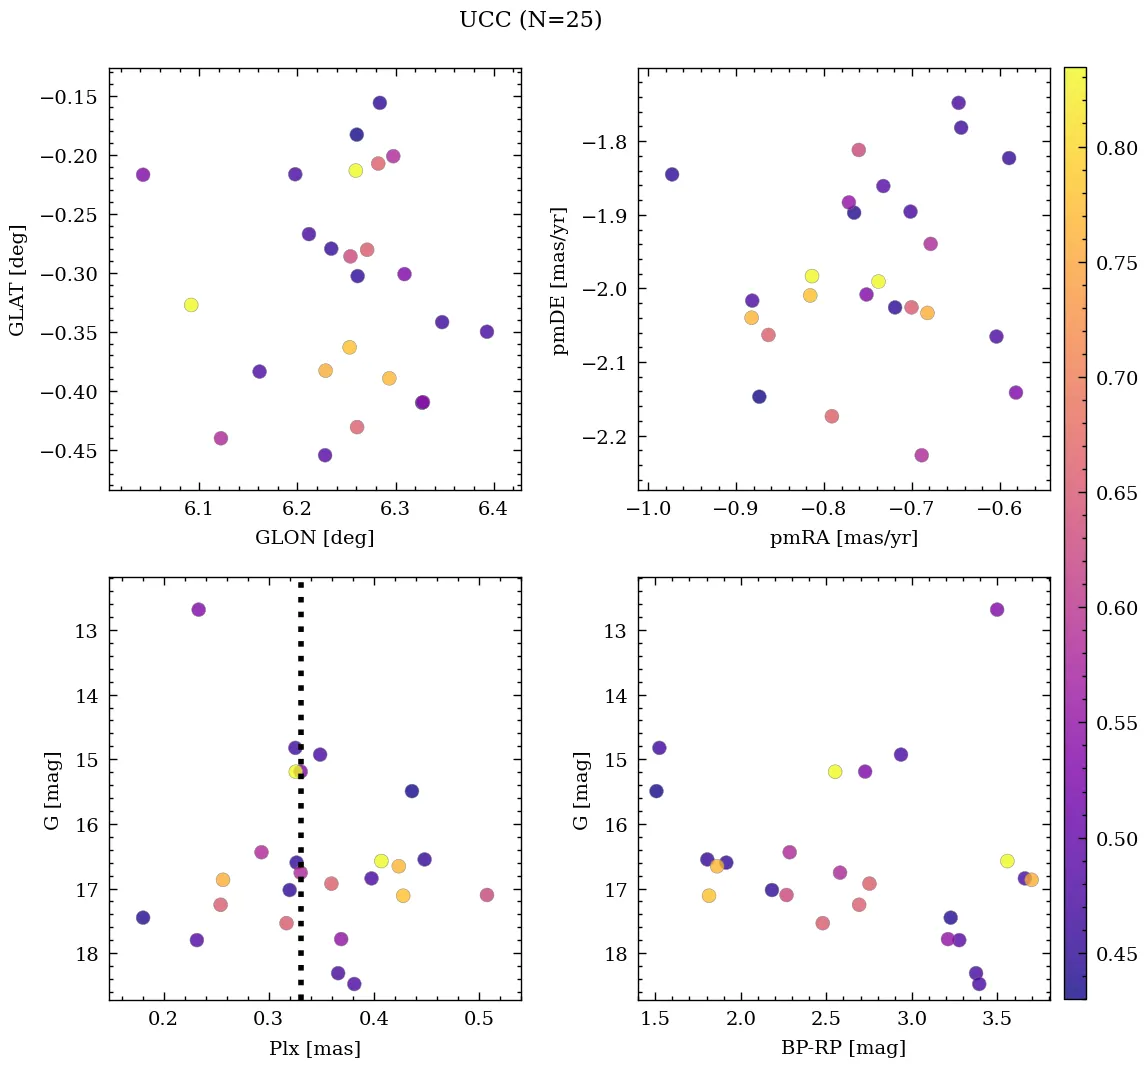 UCC (N=25)
−0.15
−0.20
−0.25
−0.30
−0.35
−0.40
−0.45
GLAT [deg]
6.1 6.2 6.3 6.4
GLON [deg]
−1.8
−1.9
−2.0
−2.1
−2.2
pmDE [mas/yr]
−1.0 −0.9 −0.8 −0.7 −0.6
pmRA [mas/yr]
0.80
0.75
0.70
0.65
0.60
0.55
0.50
0.45
13
14
15
16
17
18
G [mag]
0.2 0.3 0.4 0.5
Plx [mas]
13
14
15
16
17
18
G [mag]
1.5 2.0 2.5 3.0 3.5
BP-RP [mag]